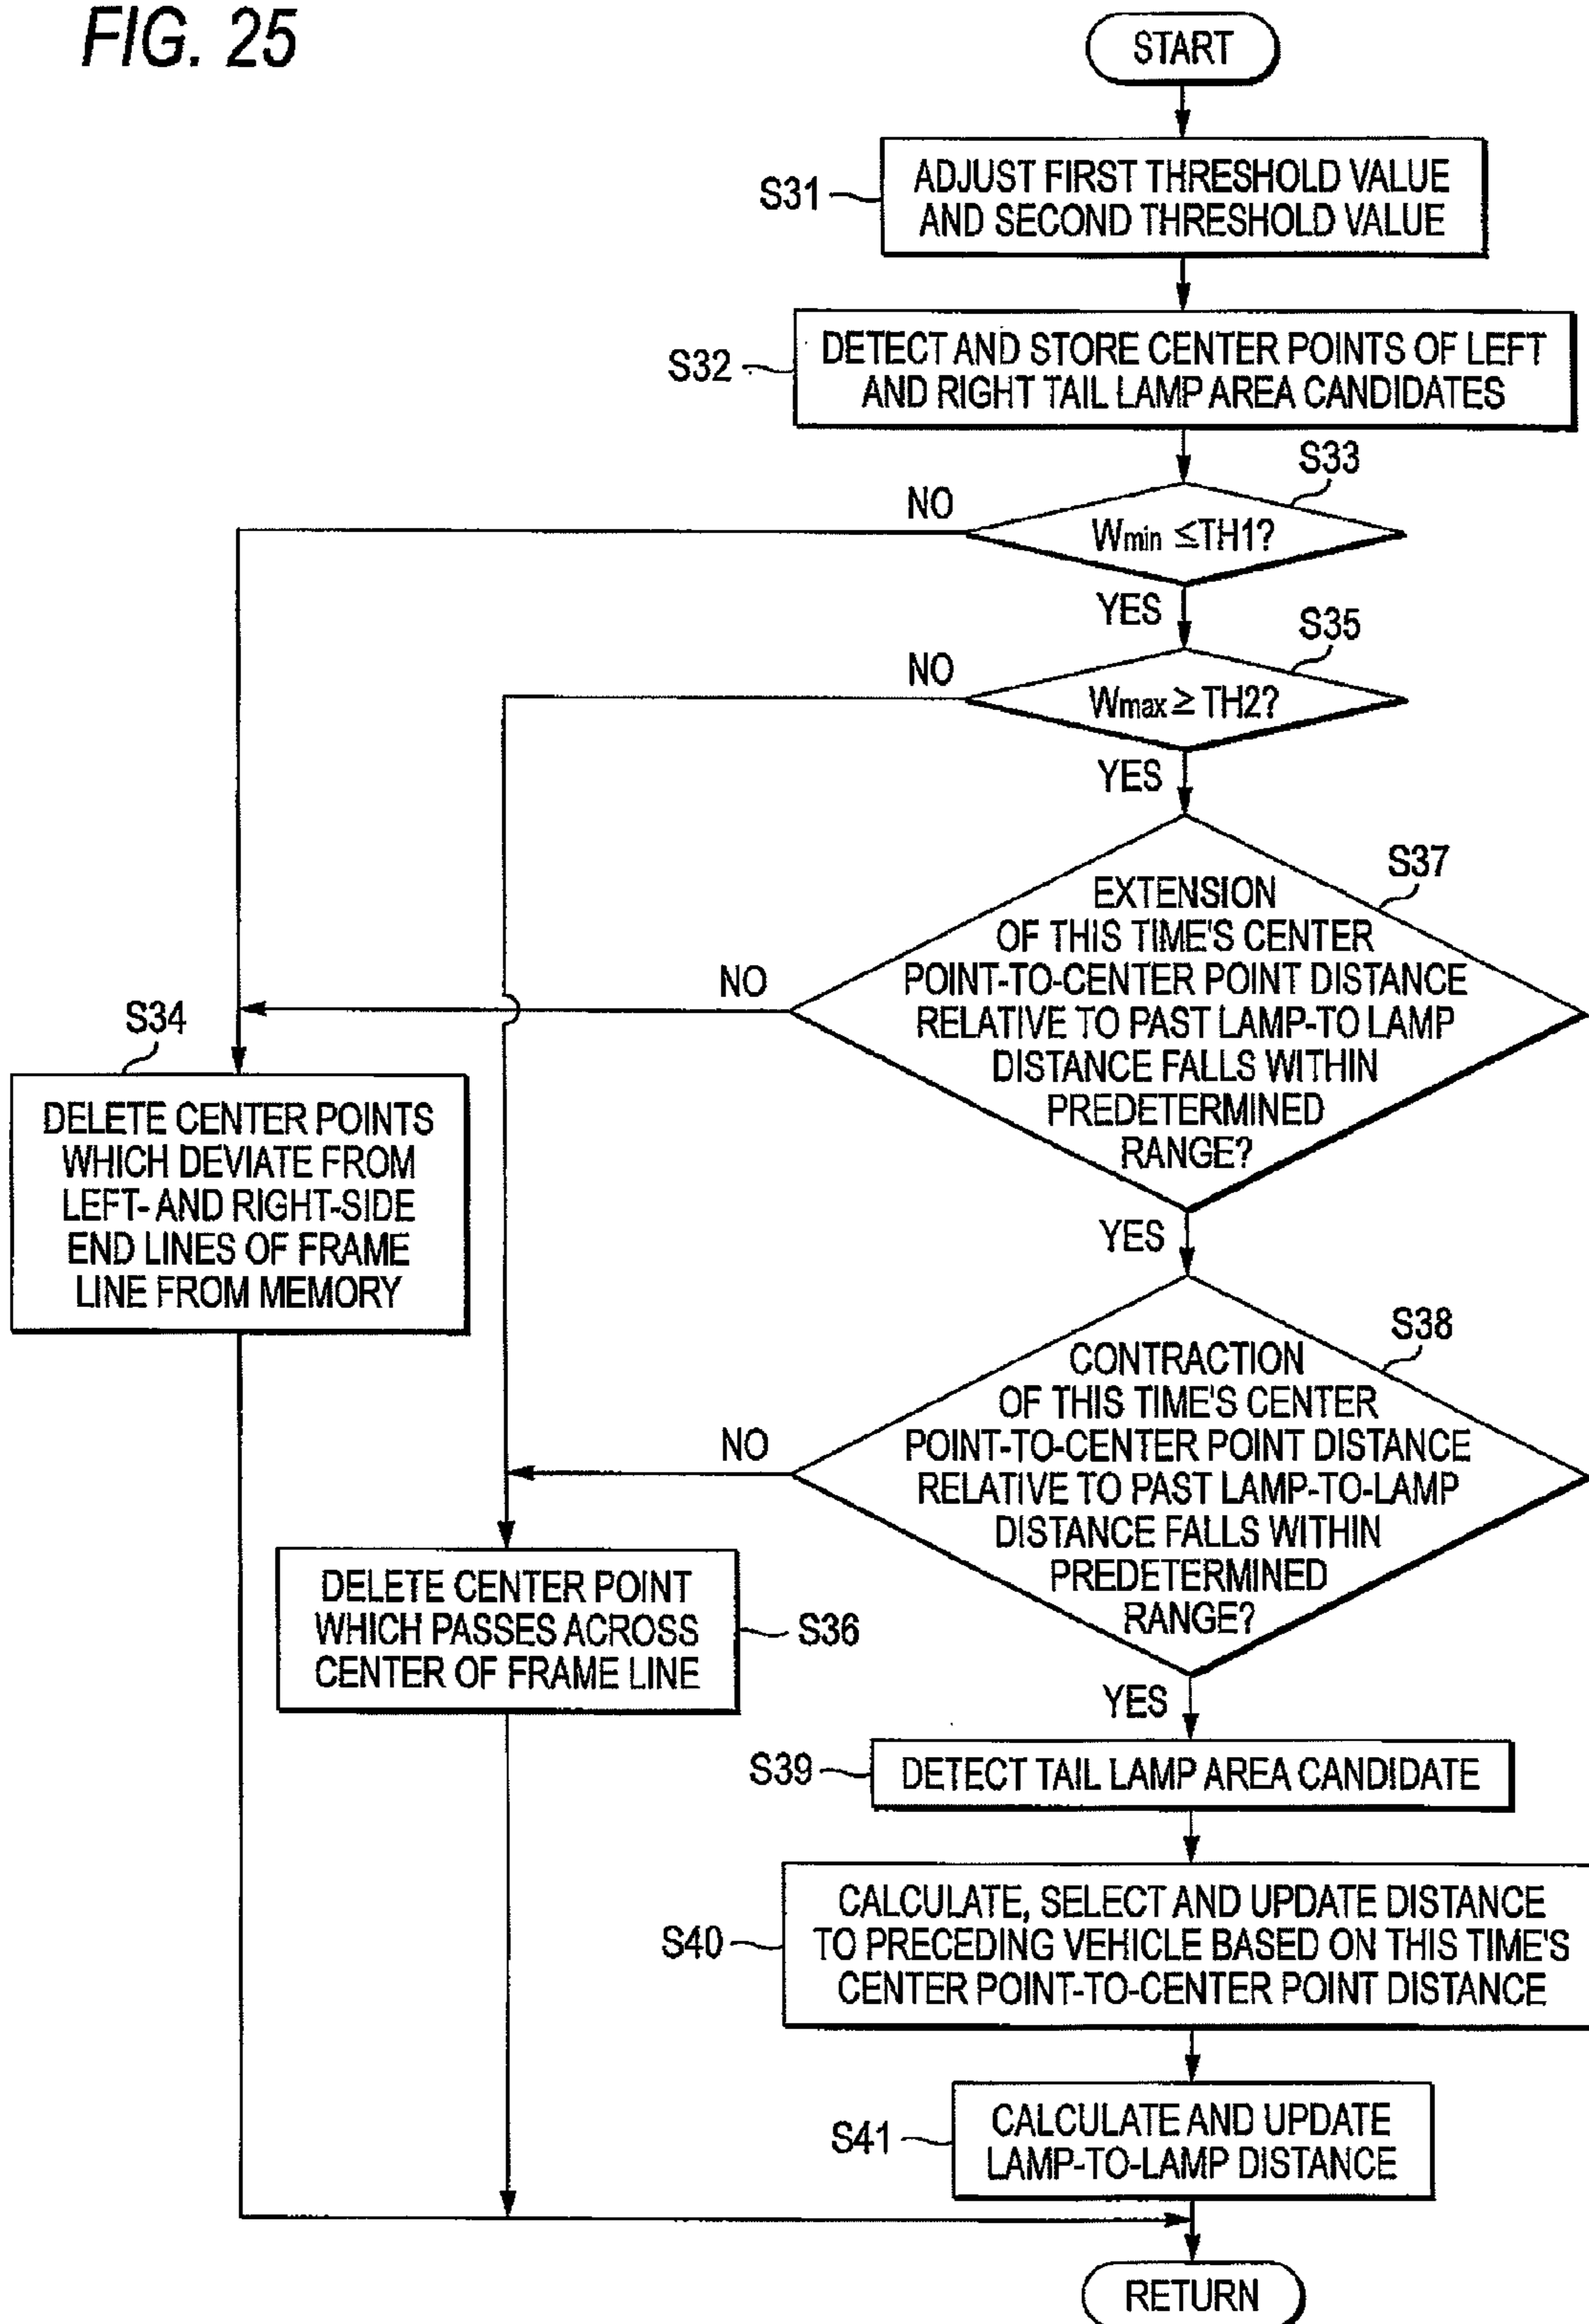 FIG. 25
START
S31
ADJUST FIRST THRESHOLD VALUE
AND SECOND THRESHOLD VALUE
S32
DETECT AND STORE CENTER POINTS OF LEFT
AND RIGHT TAIL LAMP AREA CANDIDATES
S33
NO
Wmin ≤TH1?
YES
S35
NO
Wmax ≥ TH2?
YES
S37
EXTENSION
OF THIS TIME'S CENTER
POINT-TO-CENTER POINT DISTANCE
RELATIVE TO PAST LAMP-TO LAMP
DISTANCE FALLS WITHIN
PREDETERMINED
RANGE?
NO
YES
S34
DELETE CENTER POINTS
WHICH DEVIATE FROM
LEFT- AND RIGHT-SIDE
END LINES OF FRAME
LINE FROM MEMORY
S38
CONTRACTION
OF THIS TIME'S CENTER
POINT-TO-CENTER POINT DISTANCE
RELATIVE TO PAST LAMP-TO-LAMP
DISTANCE FALLS WITHIN
PREDETERMINED
RANGE?
NO
YES
DELETE CENTER POINT
WHICH PASSES ACROSS
CENTER OF FRAME LINE
S36
S39
DETECT TAIL LAMP AREA CANDIDATE
S40
CALCULATE, SELECT AND UPDATE DISTANCE
TO PRECEDING VEHICLE BASED ON THIS TIME'S
CENTER POINT-TO-CENTER POINT DISTANCE
S41
CALCULATE AND UPDATE
LAMP-TO-LAMP DISTANCE
RETURN